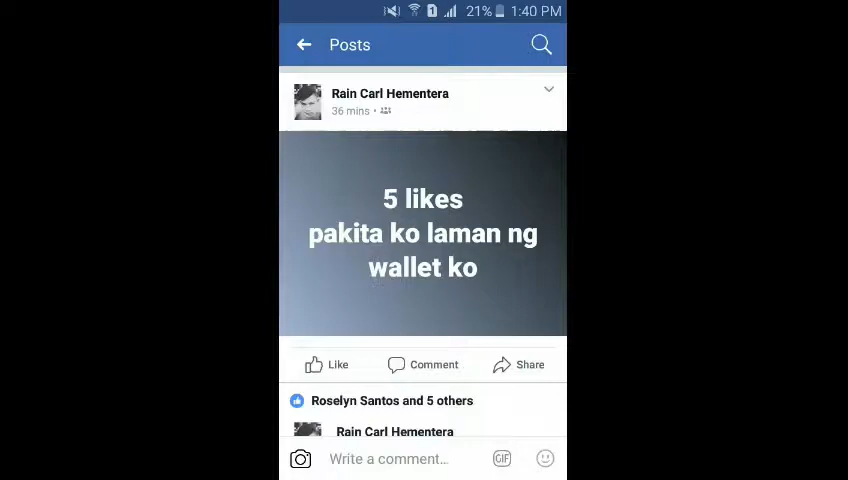 1 21% 1:40 PM
Posts
Rain Carl Hementera
36 mins •
5 likes
pakita ko laman ng
wallet ko
Like Comment Share
Roselyn Santos and 5 others
Rain Carl Hementera
Write a comment... GIF